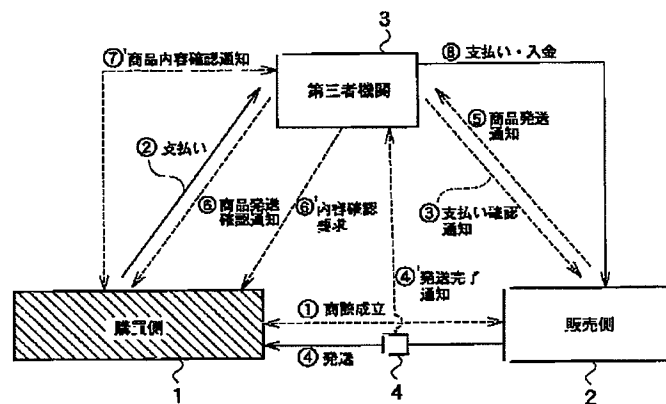 3
⑦'商品内容確認通知
⑧ 支払い・入金
第三者機関
⑤商品発送
通知
② 支払い
⑥商品発送
確認通知
⑥'内容確認
要求
③支払い確認
通知
④'発送完了
通知
① 商談成立
購買側
販売側
④ 発送
1
4
2